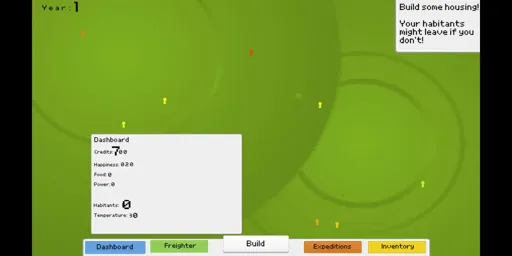 Year: 1
Build some housing!
Your habitants
might leave if you
don't!
Dashboard
Credits: 700
Happiness: 020
Food: 0
Power: 0
Habitants: 0
Temperature: 30
Dashboard
Freighter
Build
Expeditions
Inventory